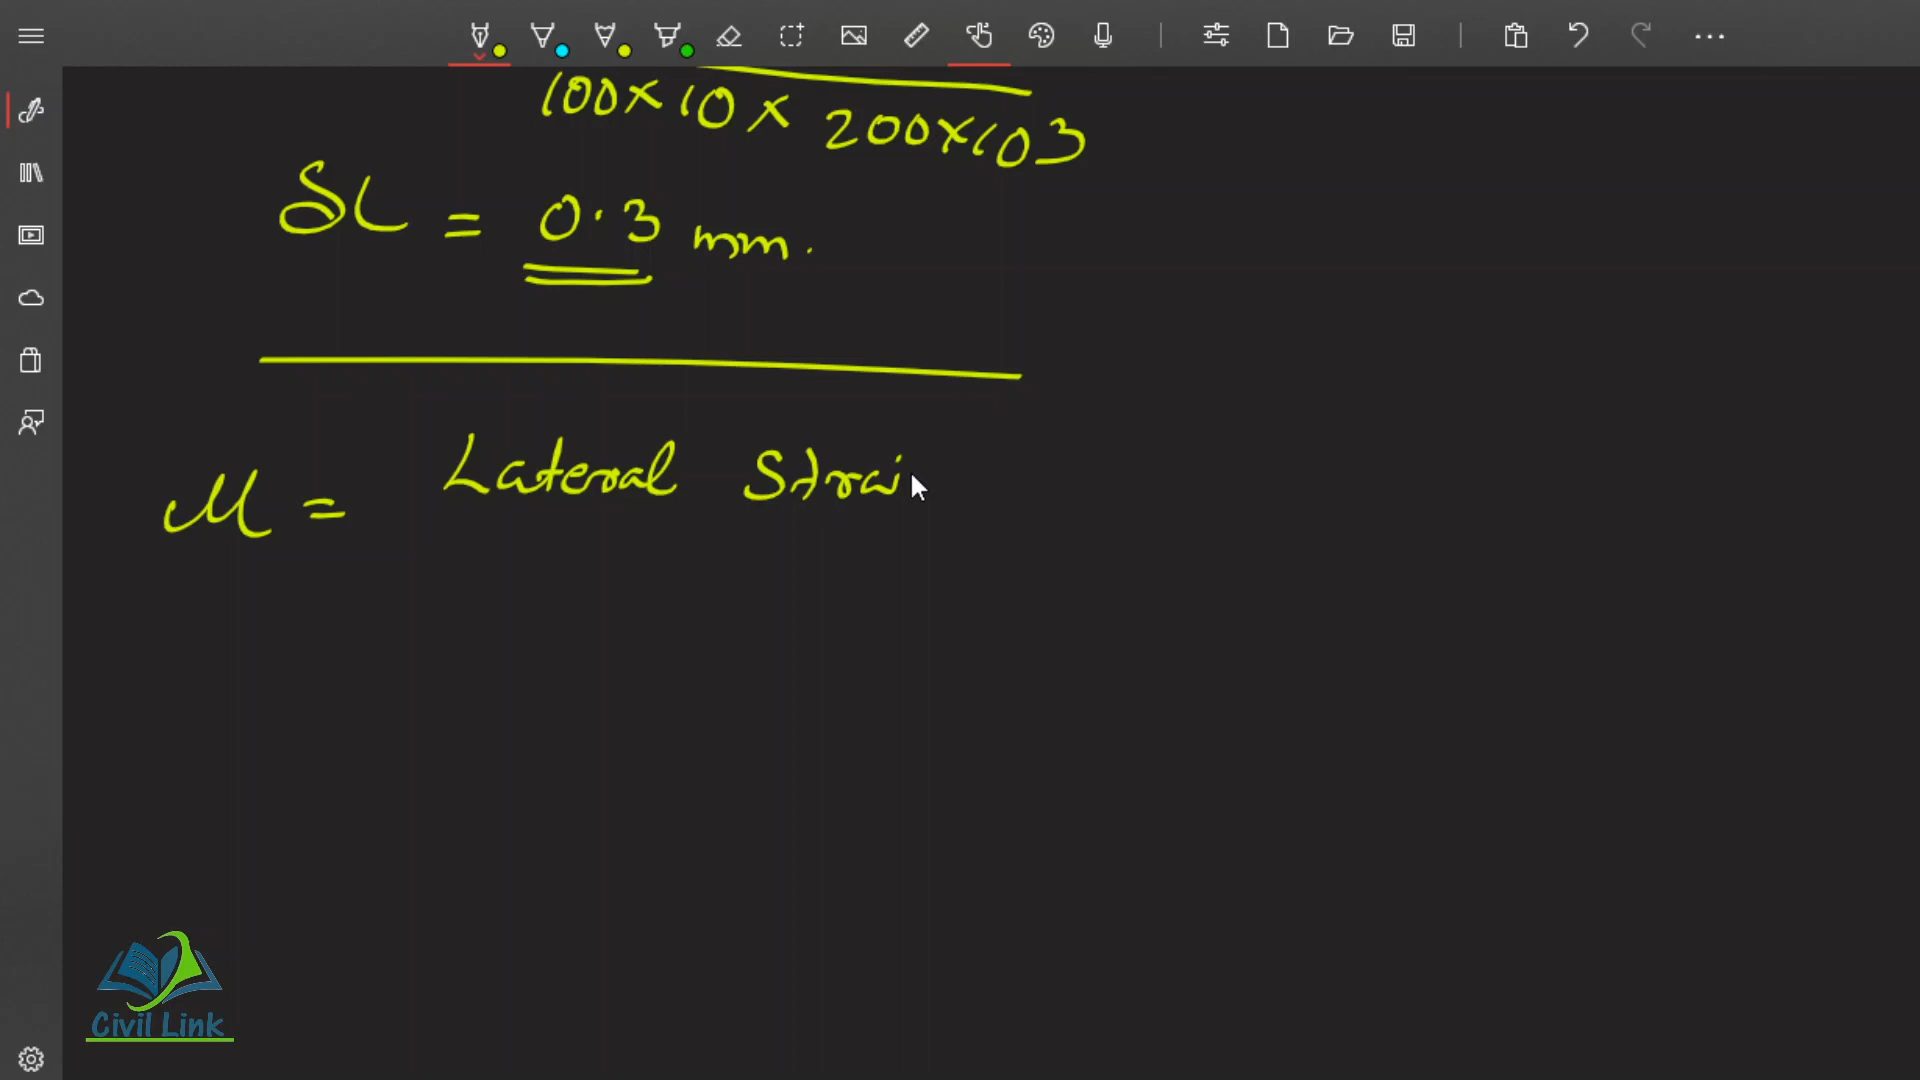 100×10× 200×103
δL = 0.3 mm.
μ = Lateral Strai
Civil Link